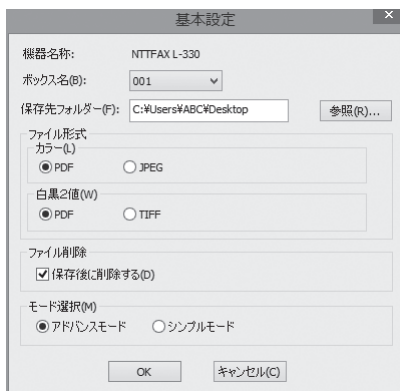 基本設定
機器名称: NTTFAX L-330
ボックス名(B): 001
保存先フォルダー(F): C:¥Users¥ABC¥Desktop 参照(R)...
ファイル形式
カラー(L)
PDF JPEG
白黒2値(W)
PDF TIFF
ファイル削除
保存後に削除する(D)
モード選択(M)
アドバンスモード シンプルモード
OK キャンセル(C)